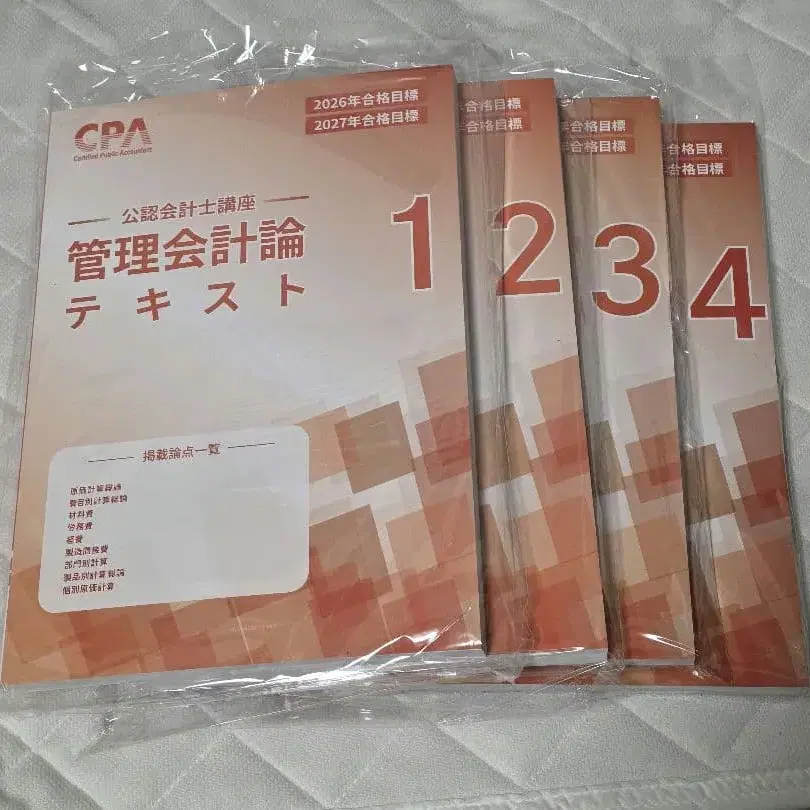 CPA
Certified Public Accountant
2026年合格目標
2027年合格目標
公認会計士講座
管理会計論
テキスト
1
掲載論点一覧
原価計算総論
費目別計算総論
材料費
労務費
経費
製造間接費
部門別計算
製品別計算総論
個別原価計算
年合格目標
年合格目標
2
年合格目標
年合格目標
3
合格目標
合格目標
4